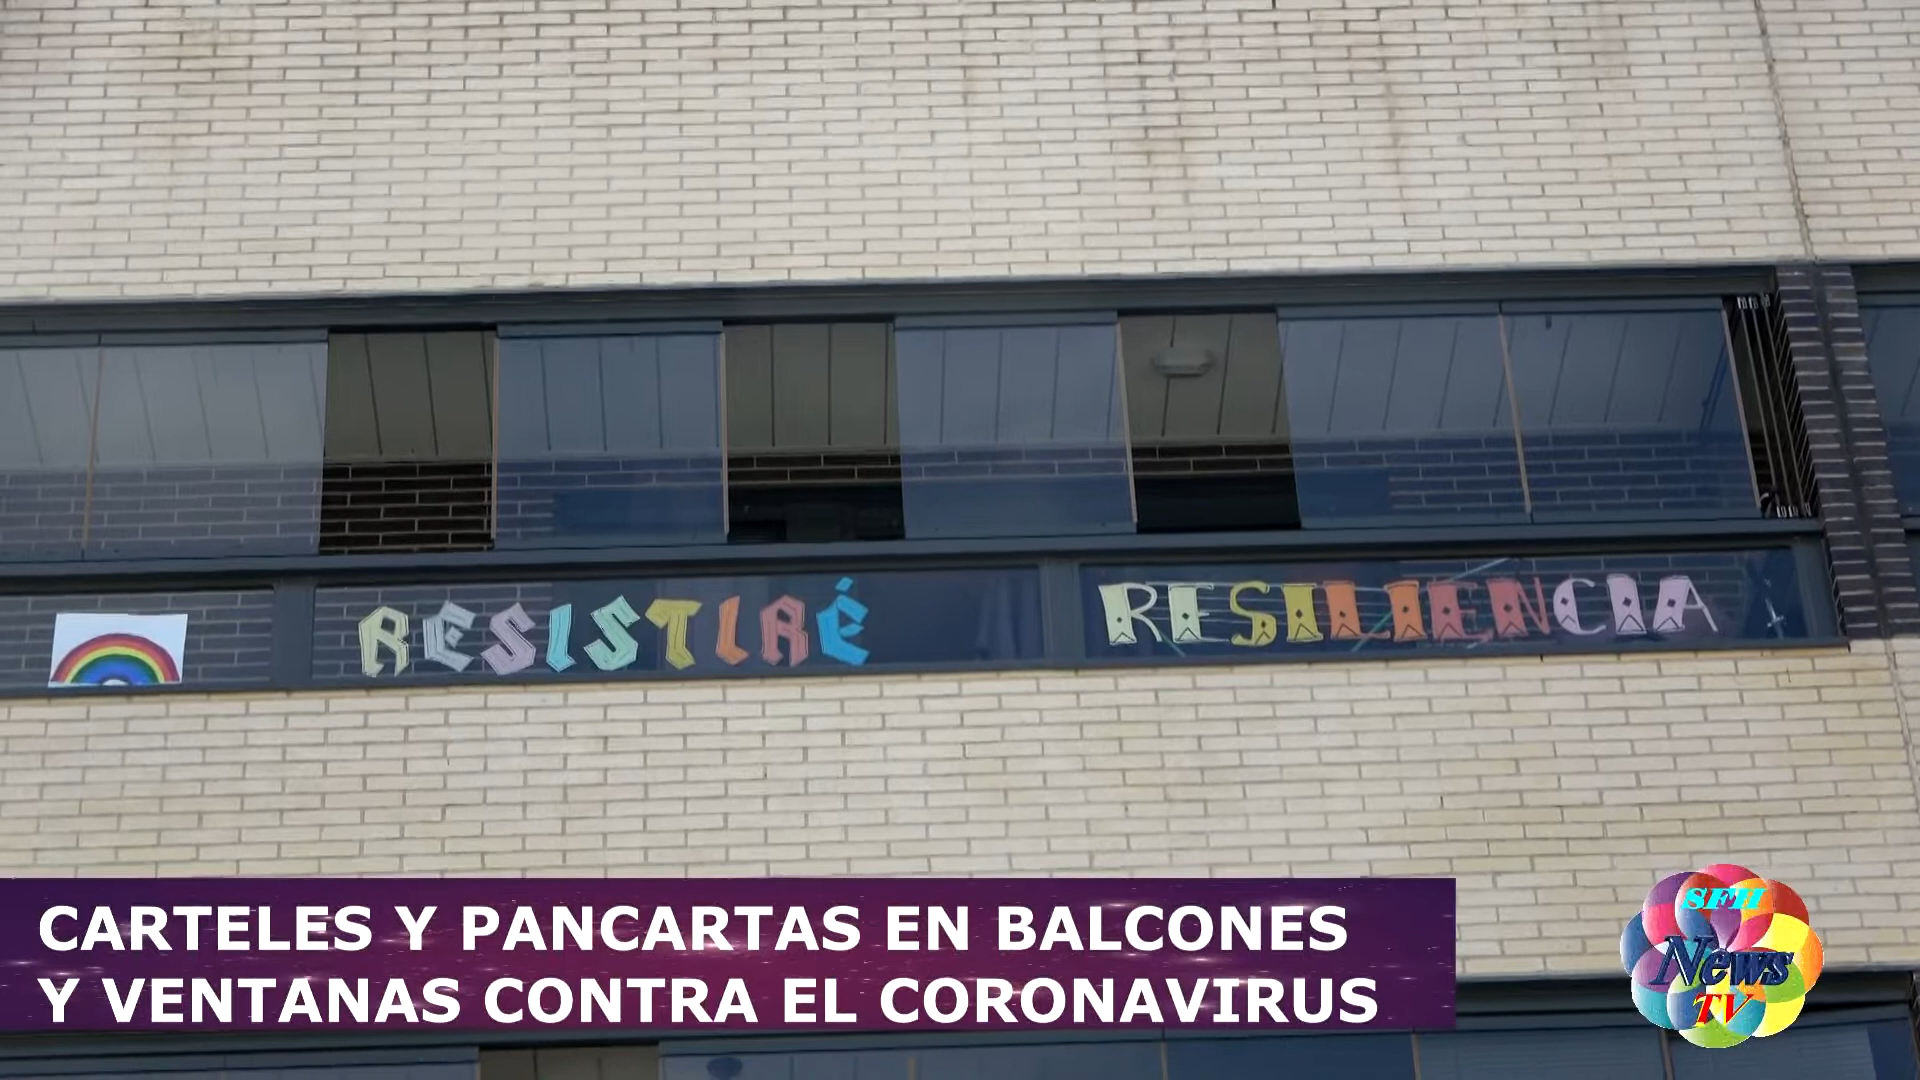 RESISTIRÉ RESILIENCIA
CARTELES Y PANCARTAS EN BALCONES
Y VENTANAS CONTRA EL CORONAVIRUS
SFH
News
TV